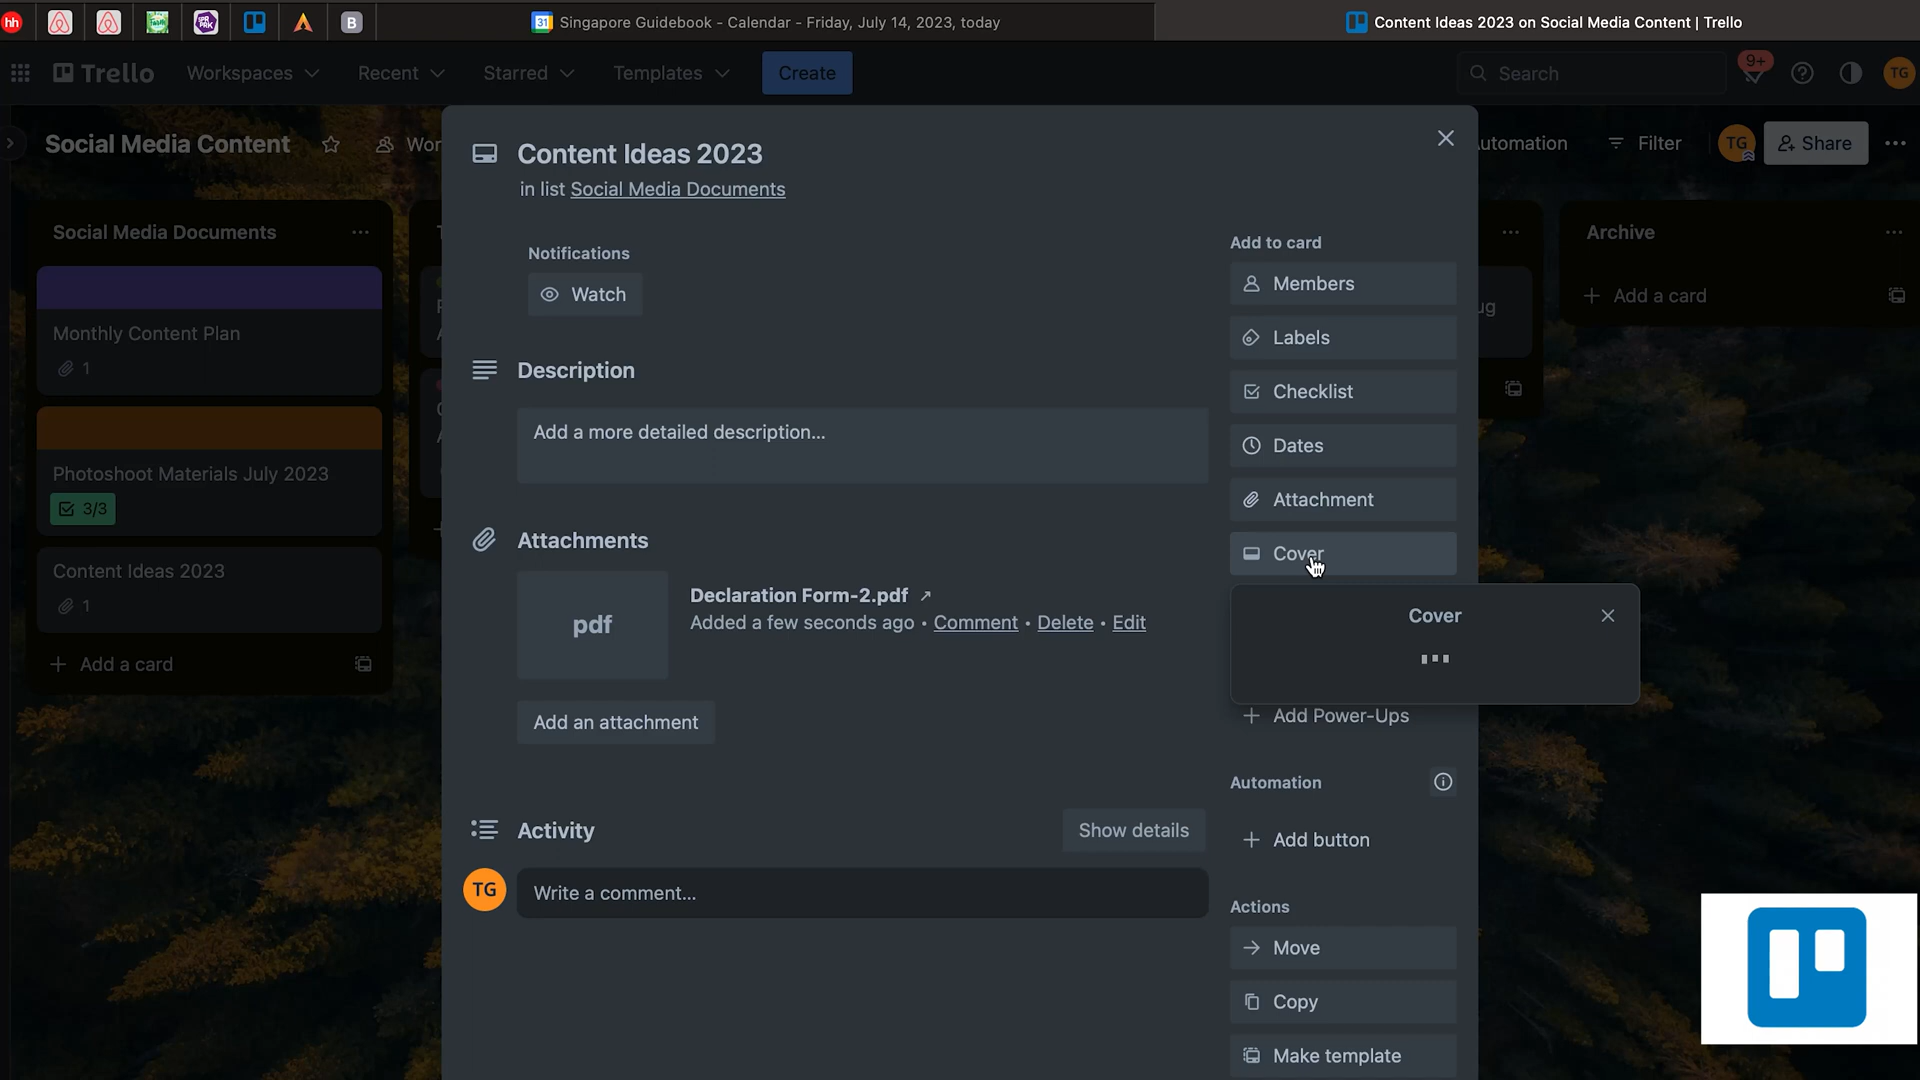 hh
SPR
PRK
B
31 Singapore Guidebook - Calendar - Friday, July 14, 2023, today
Content Ideas 2023 on Social Media Content | Trello
Trello
Workspaces
Recent
Starred
Templates
Create
Search
9+
TG
Social Media Content
Wor
utomation
Filter
TG
Share
Content Ideas 2023
in list Social Media Documents
Social Media Documents
Monthly Content Plan
1
Photoshoot Materials July 2023
3/3
Content Ideas 2023
1
+ Add a card
Notifications
Watch
Description
Add a more detailed description...
Attachments
pdf
Declaration Form-2.pdf ↗
Added a few seconds ago • Comment • Delete • Edit
Add an attachment
Activity
Show details
TG
Write a comment...
Add to card
Members
Labels
Checklist
Dates
Attachment
Cover
Cover
+ Add Power-Ups
Automation
+ Add button
Actions
→ Move
Copy
Make template
ug
Archive
+ Add a card